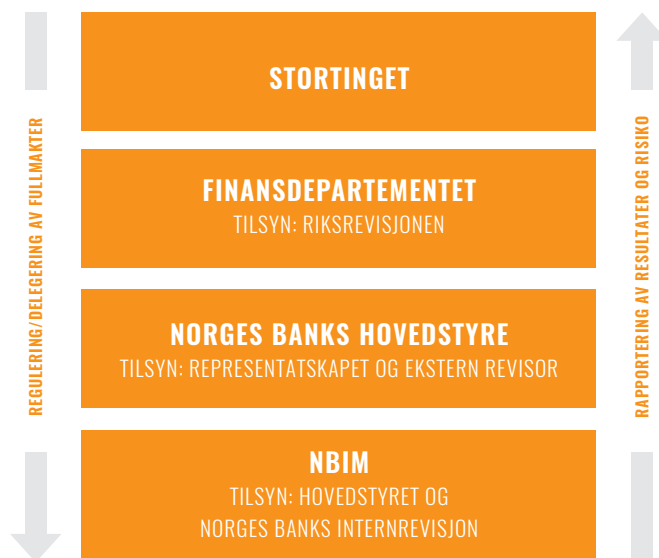 STORTINGET
FINANSDEPARTEMENTET
TILSYN: RIKSREVISJONEN
NORGES BANKS HOVEDSTYRE
TILSYN: REPRESENTATSKAPET OG EKSTERN REVISOR
NBIM
TILSYN: HOVEDSTYRET OG
NORGES BANKS INTERNREVISJON
REGULERING/DELEGERING AV FULLMAKTER
RAPPORTERING AV RESULTATER OG RISIKO